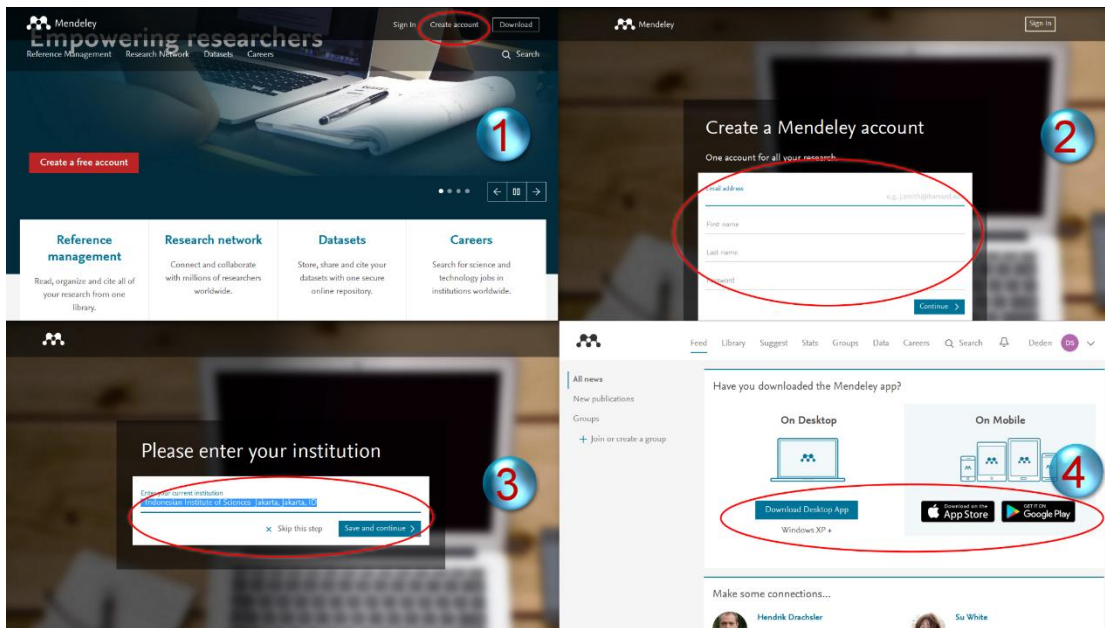 Mendeley
Sign In Create account Download
Empowering researchers
Reference Management Research Network Datasets Careers
Search
1
Create a free account
Reference management
Read, organize and cite all of
your research from one
library.
Research network
Connect and collaborate
with millions of researchers
worldwide.
Datasets
Store, share and cite your
datasets with one secure
online repository.
Careers
Search for science and
technology jobs in
institutions worldwide.
Mendeley
Sign In
Create a Mendeley account
One account for all your research.
2
Email address
First name
Last name
Password
Continue
Please enter your institution
3
Enter your current institution
Indonesian Institute of Sciences Jakarta, Jakarta, ID
Skip this step Save and continue
Feed Library Suggest Stats Groups Data Careers Search Deden DS
All news
New publications
Groups
+ Join or create a group
Have you downloaded the Mendeley app?
On Desktop
Download Desktop App
Windows XP +
On Mobile
4
Download on the
App Store
GET IT ON
Google Play
Make some connections...
Hendrik Drachsler
Su White